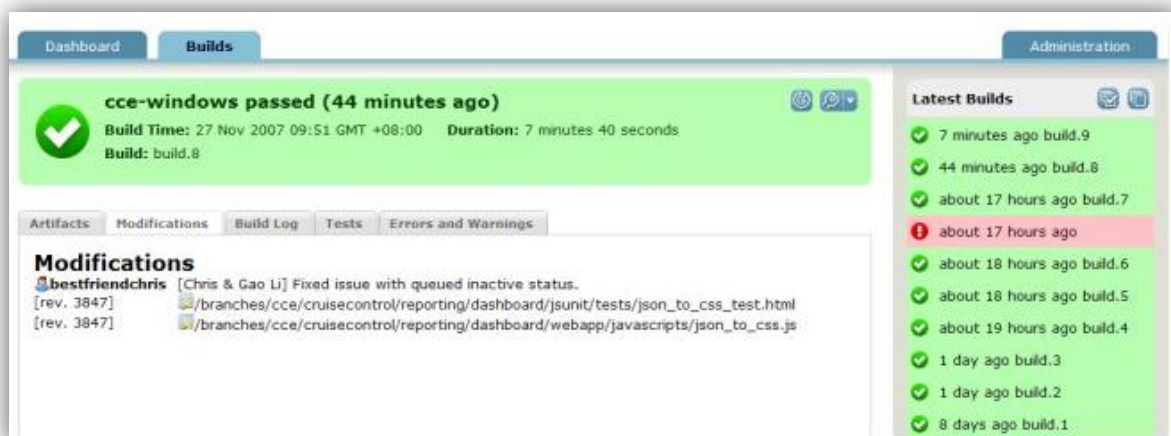 Dashboard
Builds
Administration
cce-windows passed (44 minutes ago)
Build Time: 27 Nov 2007 09:51 GMT +08:00 Duration: 7 minutes 40 seconds
Build: build.8
Artifacts Modifications Build Log Tests Errors and Warnings
Modifications
bestfriendchris [Chris & Gao Li] Fixed issue with queued inactive status.
[rev. 3847] /branches/cce/cruisecontrol/reporting/dashboard/jsunit/tests/json_to_css_test.html
[rev. 3847] /branches/cce/cruisecontrol/reporting/dashboard/webapp/javascripts/json_to_css.js
Latest Builds
7 minutes ago build.9
44 minutes ago build.8
about 17 hours ago build.7
about 17 hours ago
about 18 hours ago build.6
about 18 hours ago build.5
about 19 hours ago build.4
1 day ago build.3
1 day ago build.2
8 days ago build.1